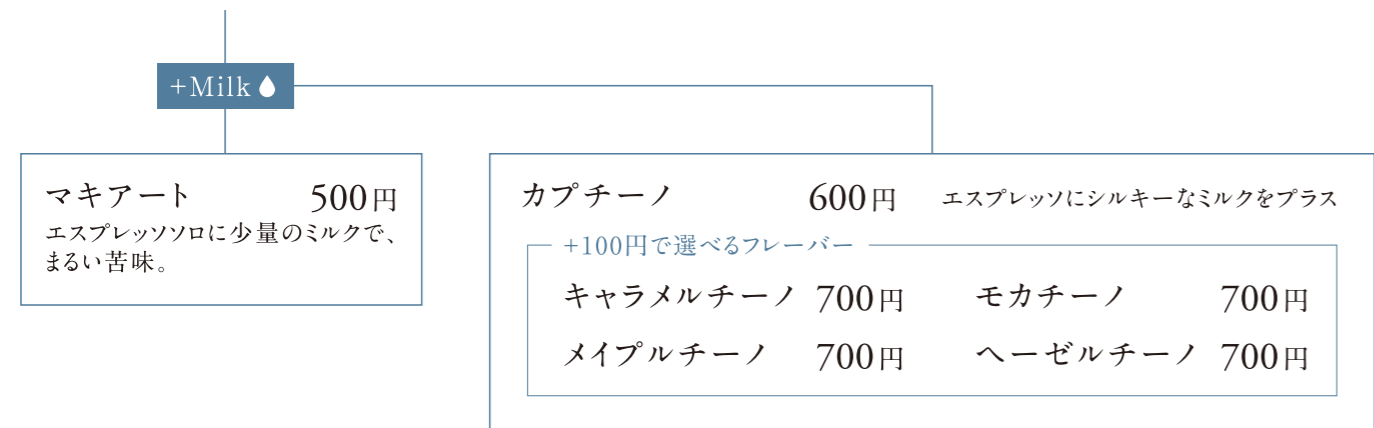 +Milk
マキアート 500円
エスプレッソソロに少量のミルクで、
まるい苦味。
カプチーノ 600円 エスプレッソにシルキーなミルクをプラス
+100円で選べるフレーバー
キャラメルチーノ 700円 モカチーノ 700円
メイプルチーノ 700円 ヘーゼルチーノ 700円